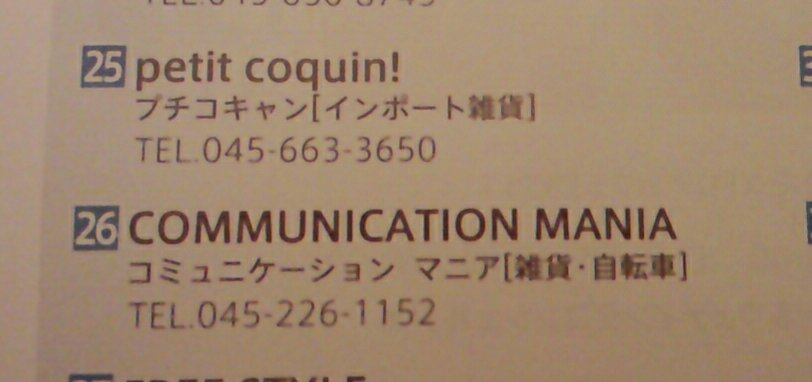 25 petit coquin!
プチコキャン[インポート雑貨]
TEL.045-663-3650
26 COMMUNICATION MANIA
コミュニケーション マニア[雑貨・自転車]
TEL.045-226-1152